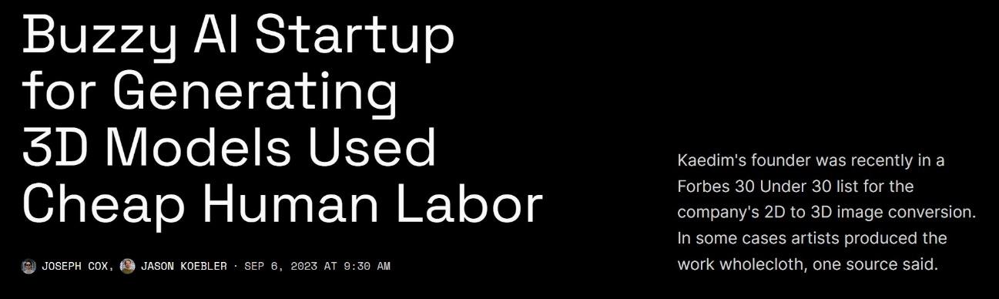 Buzzy AI Startup
for Generating
3D Models Used
Cheap Human Labor
JOSEPH COX, JASON KOEBLER · SEP 6, 2023 AT 9:30 AM
Kaedim's founder was recently in a
Forbes 30 Under 30 list for the
company's 2D to 3D image conversion.
In some cases artists produced the
work wholecloth, one source said.